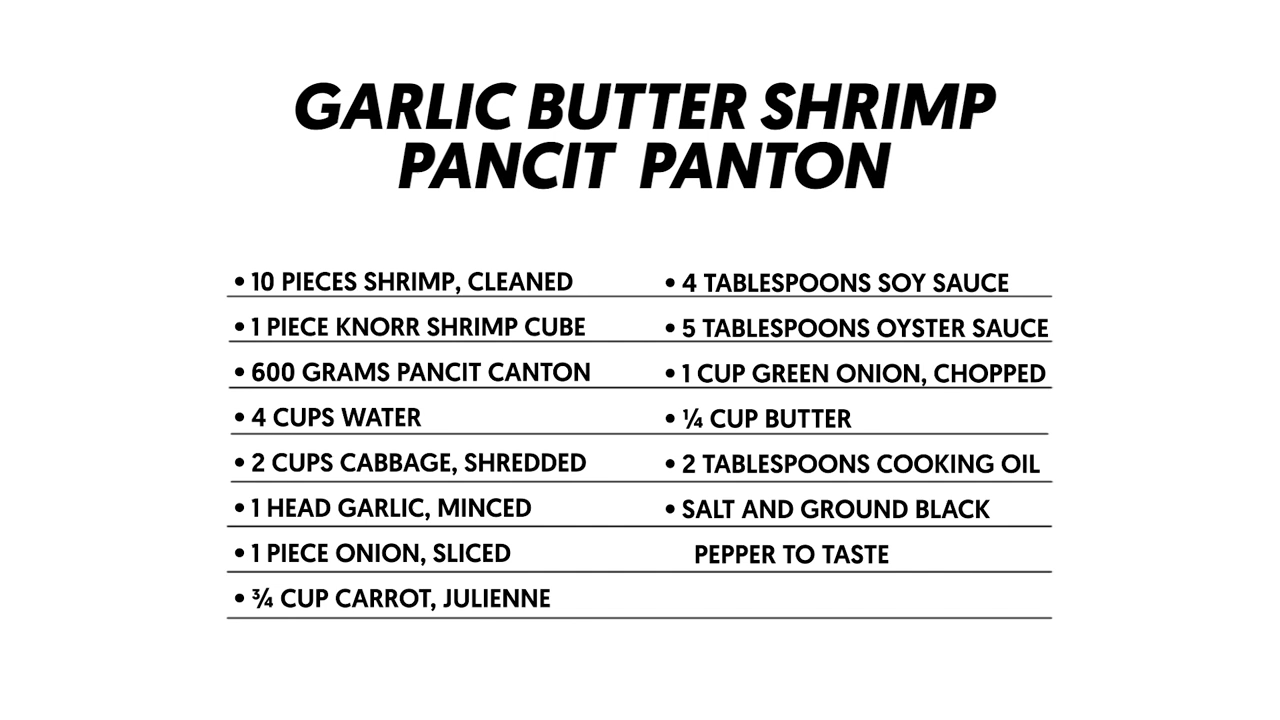 GARLIC BUTTER SHRIMP
PANCIT PANTON
• 10 PIECES SHRIMP, CLEANED
• 1 PIECE KNORR SHRIMP CUBE
• 600 GRAMS PANCIT CANTON
• 4 CUPS WATER
• 2 CUPS CABBAGE, SHREDDED
• 1 HEAD GARLIC, MINCED
• 1 PIECE ONION, SLICED
• ¾ CUP CARROT, JULIENNE
• 4 TABLESPOONS SOY SAUCE
• 5 TABLESPOONS OYSTER SAUCE
• 1 CUP GREEN ONION, CHOPPED
• ¼ CUP BUTTER
• 2 TABLESPOONS COOKING OIL
• SALT AND GROUND BLACK
PEPPER TO TASTE